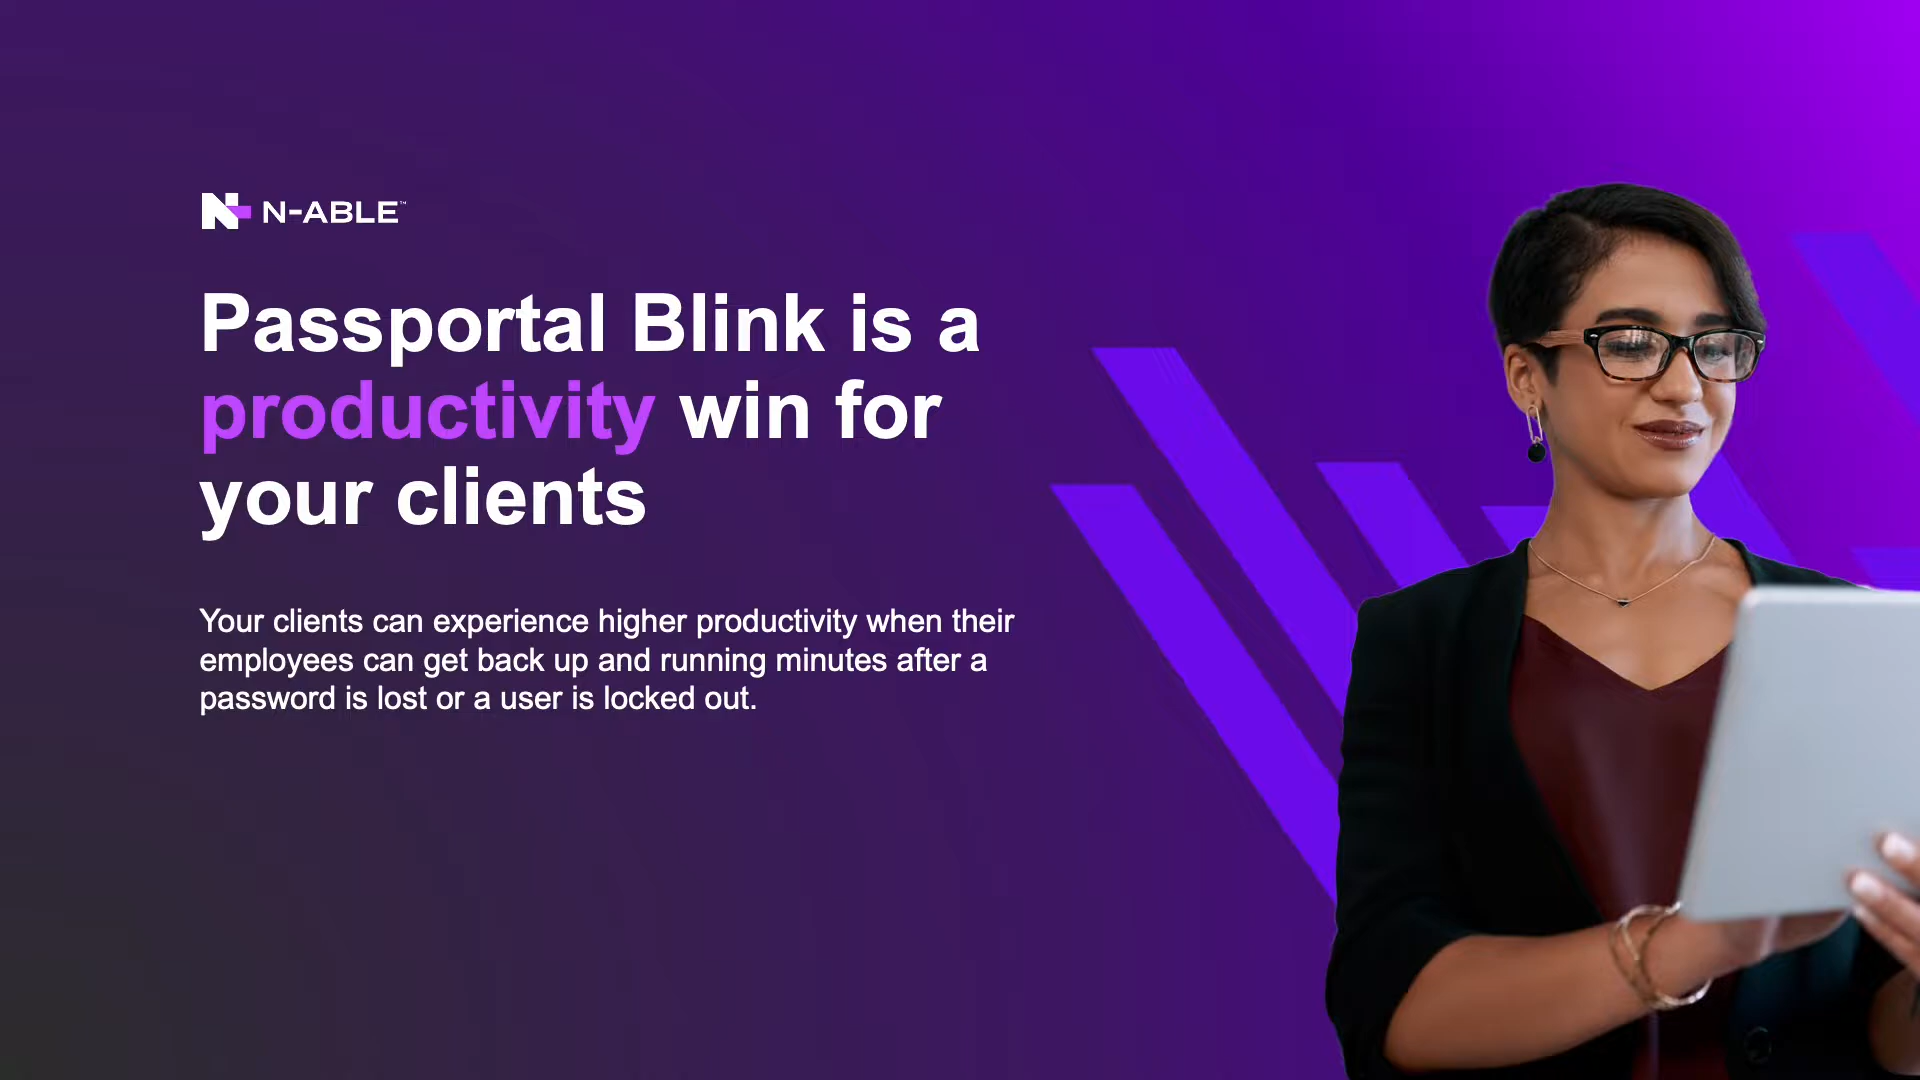 N-ABLE™
Passportal Blink is a
productivity win for
your clients
Your clients can experience higher productivity when their
employees can get back up and running minutes after a
password is lost or a user is locked out.